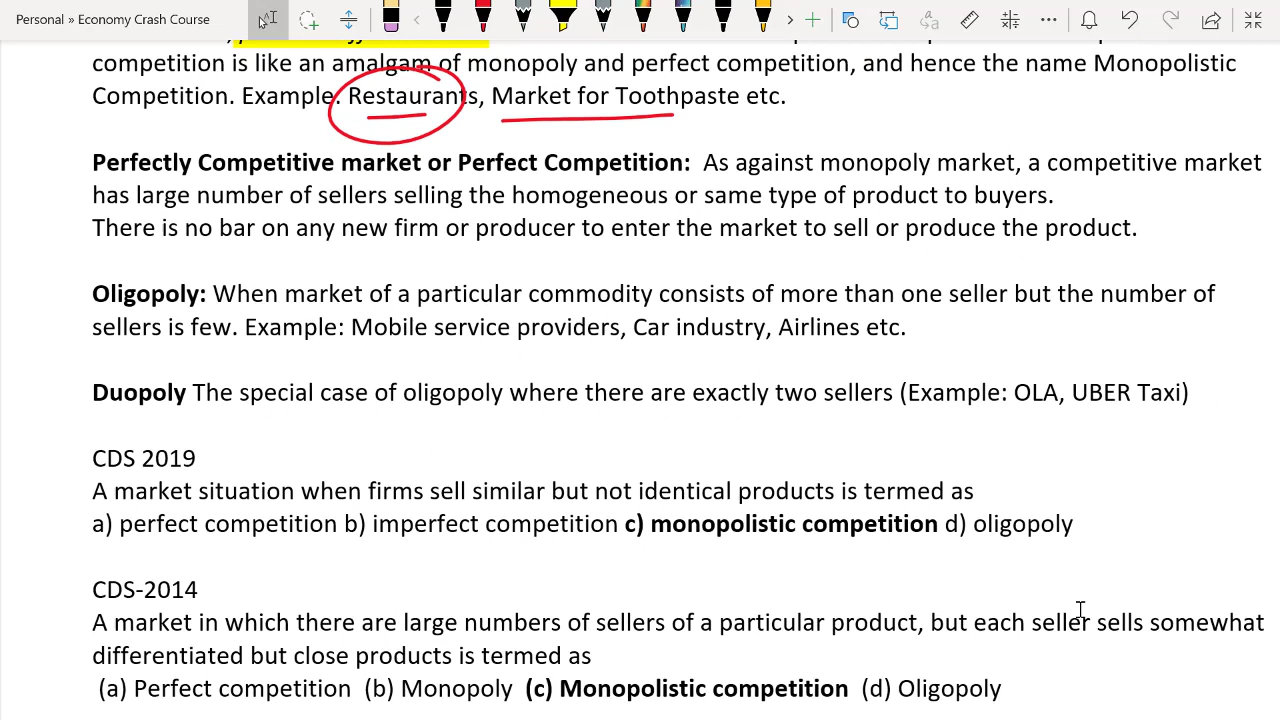 Personal » Economy Crash Course
competition is like an amalgam of monopoly and perfect competition, and hence the name Monopolistic
Competition. Example. Restaurants, Market for Toothpaste etc.
Perfectly Competitive market or Perfect Competition: As against monopoly market, a competitive market
has large number of sellers selling the homogeneous or same type of product to buyers.
There is no bar on any new firm or producer to enter the market to sell or produce the product.
Oligopoly: When market of a particular commodity consists of more than one seller but the number of
sellers is few. Example: Mobile service providers, Car industry, Airlines etc.
Duopoly The special case of oligopoly where there are exactly two sellers (Example: OLA, UBER Taxi)
CDS 2019
A market situation when firms sell similar but not identical products is termed as
a) perfect competition b) imperfect competition c) monopolistic competition d) oligopoly
CDS-2014
A market in which there are large numbers of sellers of a particular product, but each seller sells somewhat
differentiated but close products is termed as
(a) Perfect competition (b) Monopoly (c) Monopolistic competition (d) Oligopoly